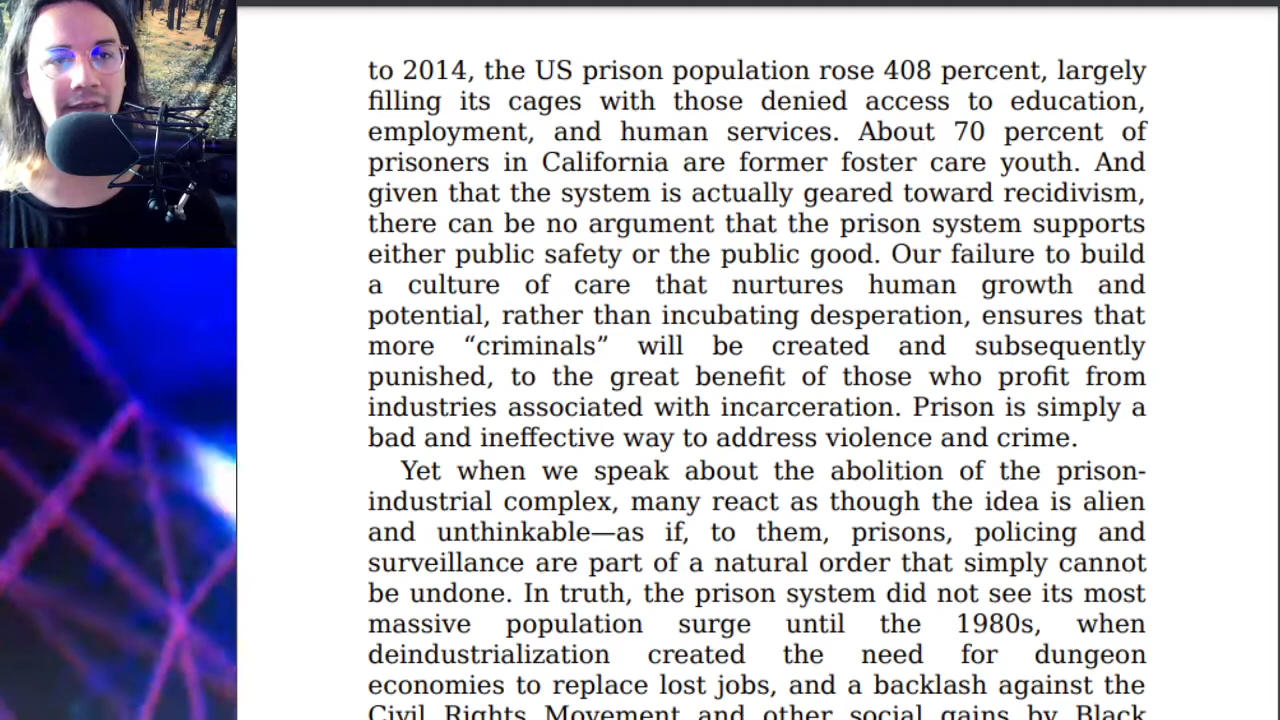 to 2014, the US prison population rose 408 percent, largely
filling its cages with those denied access to education,
employment, and human services. About 70 percent of
prisoners in California are former foster care youth. And
given that the system is actually geared toward recidivism,
there can be no argument that the prison system supports
either public safety or the public good. Our failure to build
a culture of care that nurtures human growth and
potential, rather than incubating desperation, ensures that
more “criminals” will be created and subsequently
punished, to the great benefit of those who profit from
industries associated with incarceration. Prison is simply a
bad and ineffective way to address violence and crime.
Yet when we speak about the abolition of the prison-
industrial complex, many react as though the idea is alien
and unthinkable—as if, to them, prisons, policing and
surveillance are part of a natural order that simply cannot
be undone. In truth, the prison system did not see its most
massive population surge until the 1980s, when
deindustrialization created the need for dungeon
economies to replace lost jobs, and a backlash against the
Civil Rights Movement and other social gains by Black